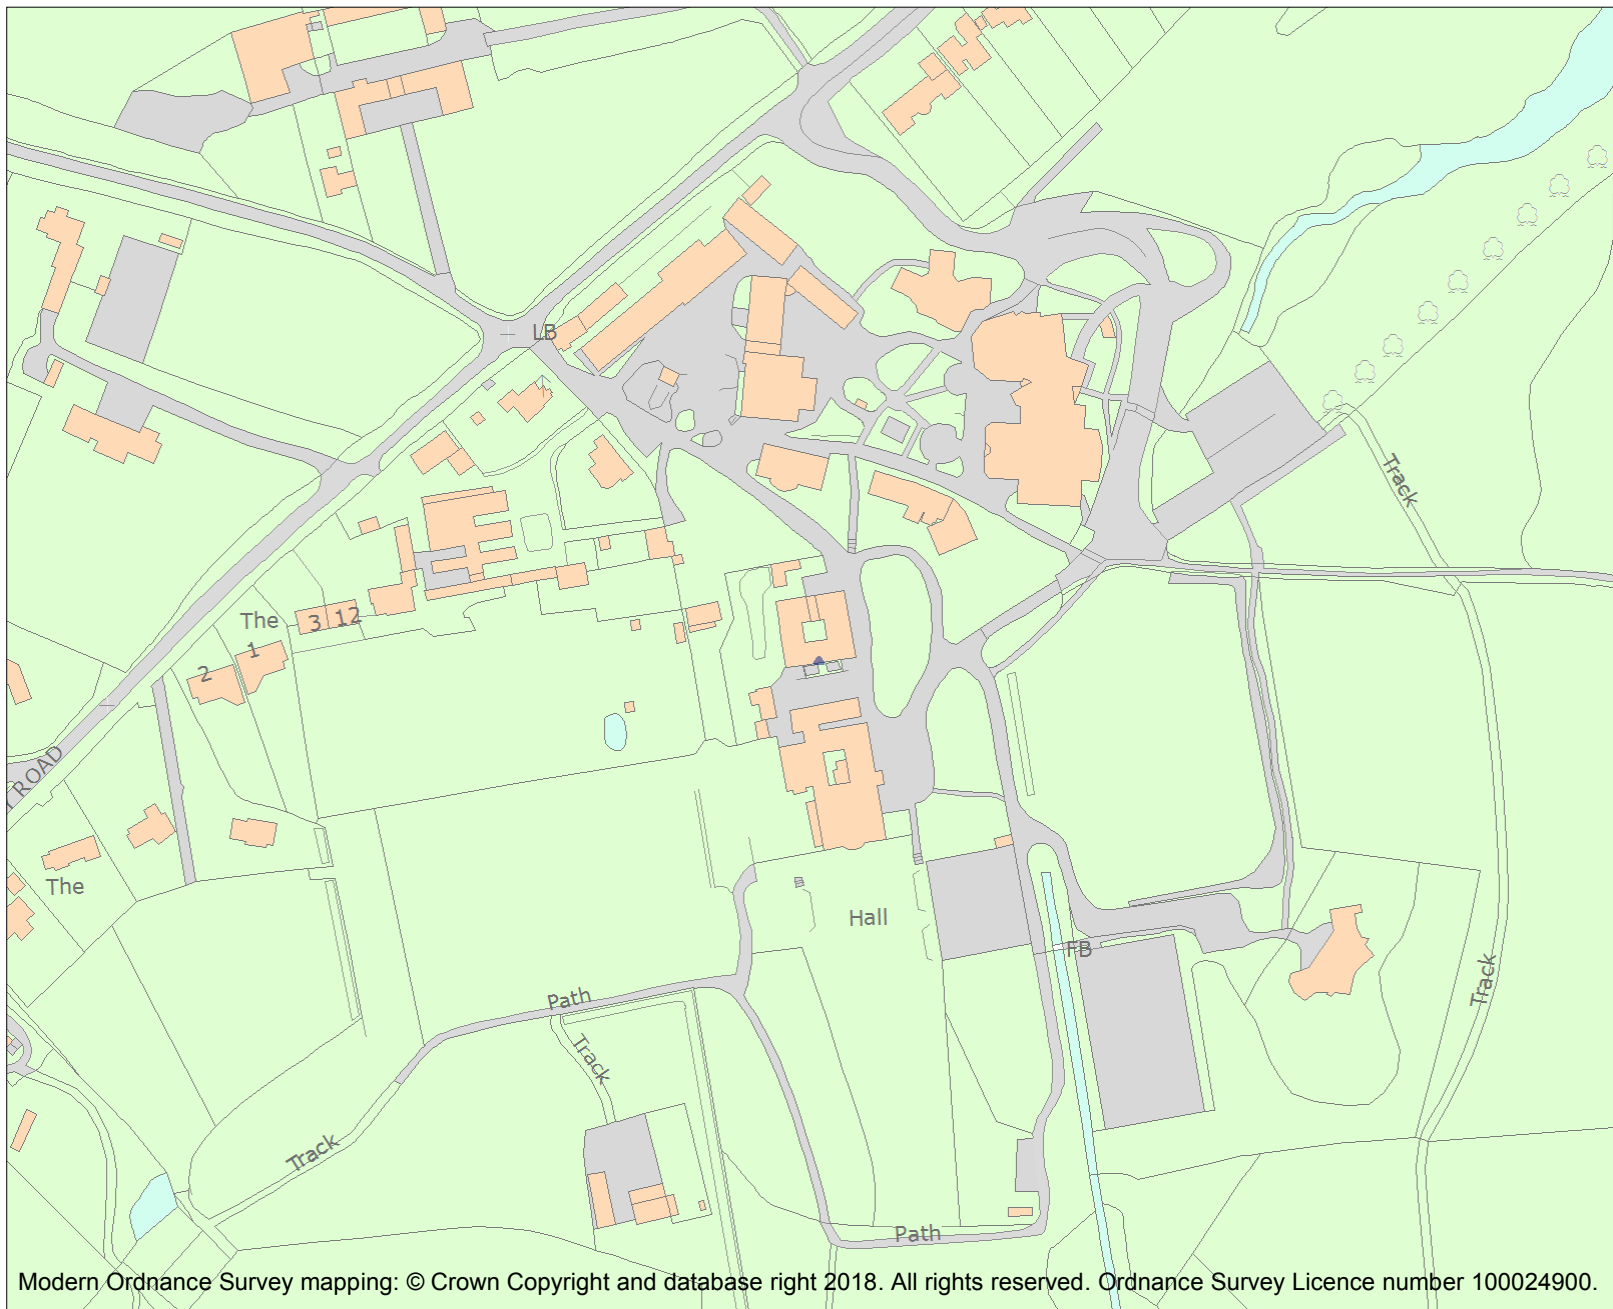 LB
Track
The
3 12
1
2
ROAD
The
Hall
FB
Track
Path
Track
Track
Path
Modern Ordnance Survey mapping: © Crown Copyright and database right 2018. All rights reserved. Ordnance Survey Licence number 100024900.